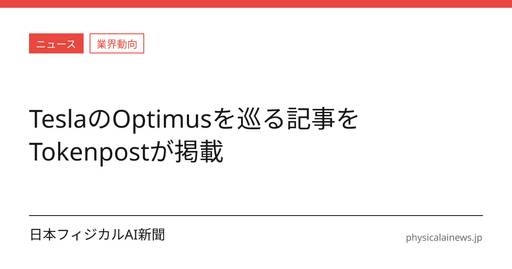 ニュース 業界動向
TeslaのOptimusを巡る記事を
Tokenpostが掲載
日本フィジカルAI新聞 physicalainews.jp